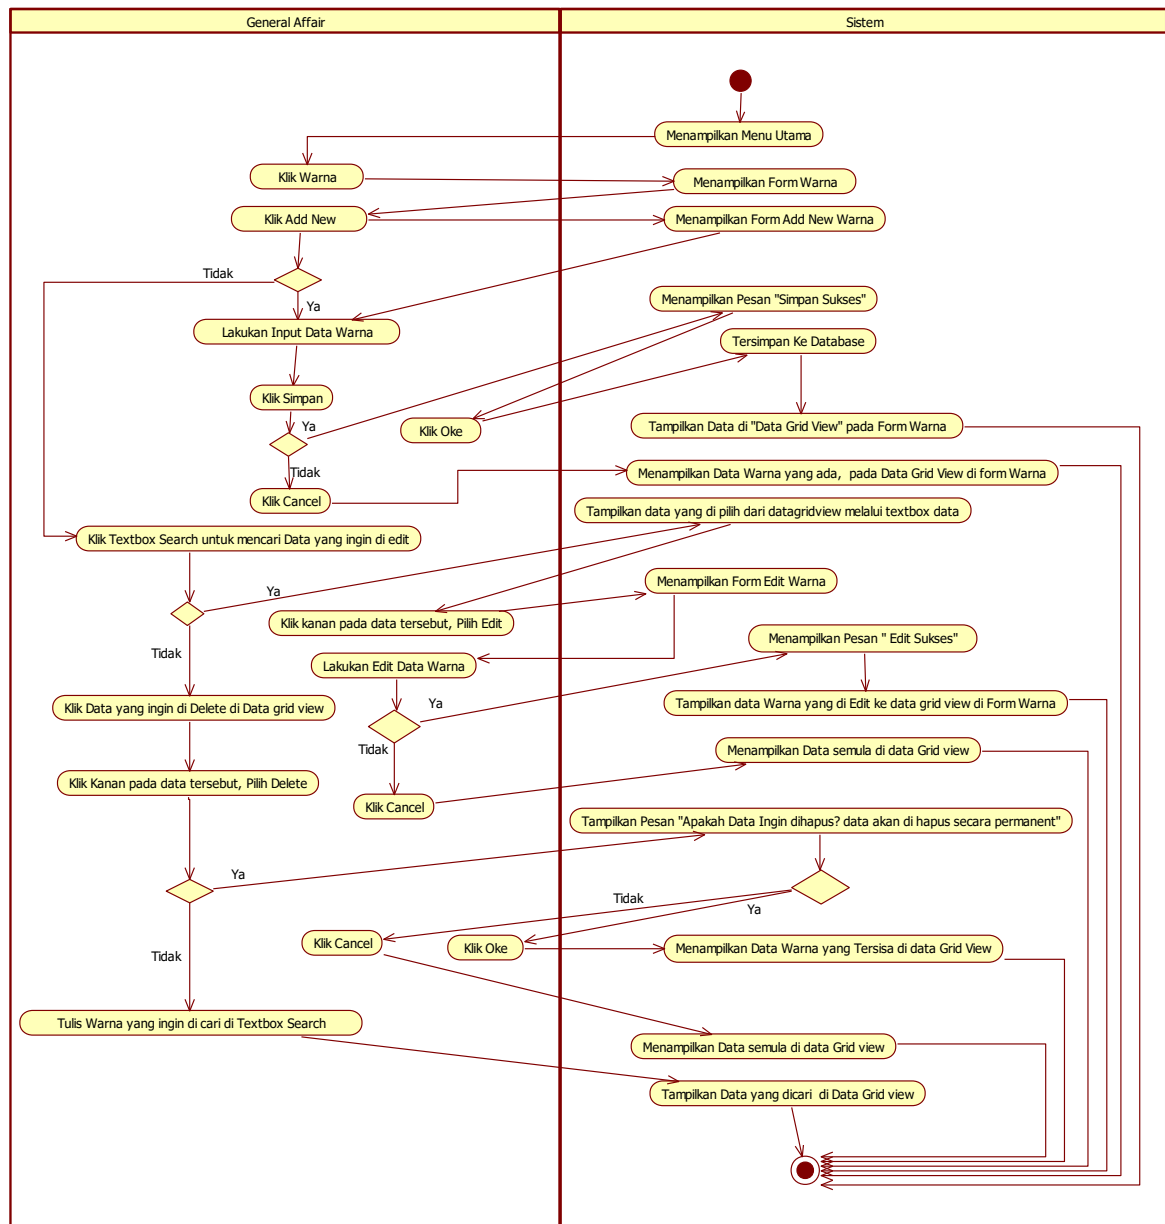 General Affair
Sistem
Menampilkan Menu Utama
Klik Warna
Menampilkan Form Warna
Klik Add New
Menampilkan Form Add New Warna
Tidak
Ya
Menampilkan Pesan "Simpan Sukses"
Lakukan Input Data Warna
Tersimpan Ke Database
Klik Simpan
Ya
Klik Oke
Tampilkan Data di "Data Grid View" pada Form Warna
Tidak
Menampilkan Data Warna yang ada, pada Data Grid View di form Warna
Klik Cancel
Tampilkan data yang di pilih dari datagridview melalui textbox data
Klik Textbox Search untuk mencari Data yang ingin di edit
Menampilkan Form Edit Warna
Ya
Klik kanan pada data tersebut, Pilih Edit
Menampilkan Pesan " Edit Sukses"
Tidak
Lakukan Edit Data Warna
Ya
Tampilkan data Warna yang di Edit ke data grid view di Form Warna
Klik Data yang ingin di Delete di Data grid view
Tidak
Menampilkan Data semula di data Grid view
Klik Kanan pada data tersebut, Pilih Delete
Klik Cancel
Tampilkan Pesan "Apakah Data Ingin dihapus? data akan di hapus secara permanent"
Ya
Tidak
Ya
Klik Cancel
Klik Oke
Menampilkan Data Warna yang Tersisa di data Grid View
Tidak
Tulis Warna yang ingin di cari di Textbox Search
Menampilkan Data semula di data Grid view
Tampilkan Data yang dicari di Data Grid view